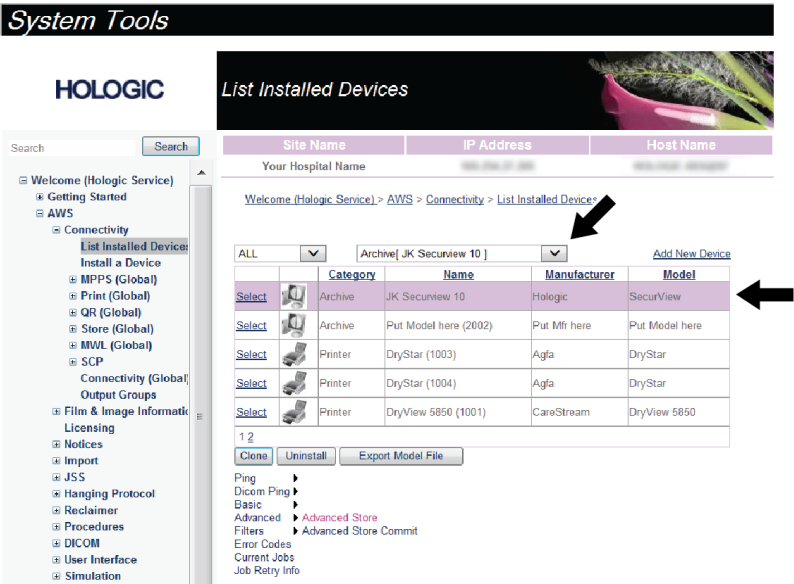 System Tools
HOLOGIC
List Installed Devices
Search Search
Site Name IP Address Host Name
Your Hospital Name
Welcome (Hologic Service) > AWS > Connectivity > List Installed Devices
Welcome (Hologic Service)
Getting Started
AWS
Connectivity
List Installed Devices
Install a Device
MPPS (Global)
Print (Global)
QR (Global)
Store (Global)
MWL (Global)
SCP
Connectivity (Global)
Output Groups
Film & Image Informatic
Licensing
Notices
Import
JSS
Hanging Protocol
Reclaimer
Procedures
DICOM
User Interface
Simulation
ALL Archive[ JK Securview 10 ] Add New Device
Category Name Manufacturer Model
Select Archive JK Securview 10 Hologic SecurView
Select Archive Put Model here (2002) Put Mfr here Put Model here
Select Printer DryStar (1003) Agfa DryStar
Select Printer DryStar (1004) Agfa DryStar
Select Printer DryView 5850 (1001) CareStream DryView 5850
1 2
Clone Uninstall Export Model File
Ping
Dicom Ping
Basic
Advanced Advanced Store
Filters Advanced Store Commit
Error Codes
Current Jobs
Job Retry Info